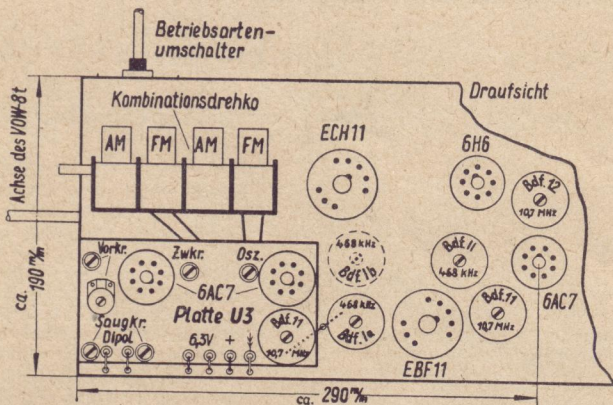 Betriebsarten-
umschalter
Draufsicht
Kombinationsdrehko
AM
FM
AM
FM
Achse des VOW-8t
ECH11
6H6
Bdf. 12
10,7 MHz
468 kHz
Bdf. Ib
Bdf. II
468 kHz
Vorkr.
Zwkr.
Osz.
6AC7
6AC7
Platte U3
Bdf. 11
10,7 MHz
468 kHz
Bdf. Ia
Bdf. 11
10,7 MHz
Saugkr.
Dipol
6,3V
+
EBF11
ca. 190 m/m
ca. 290 m/m